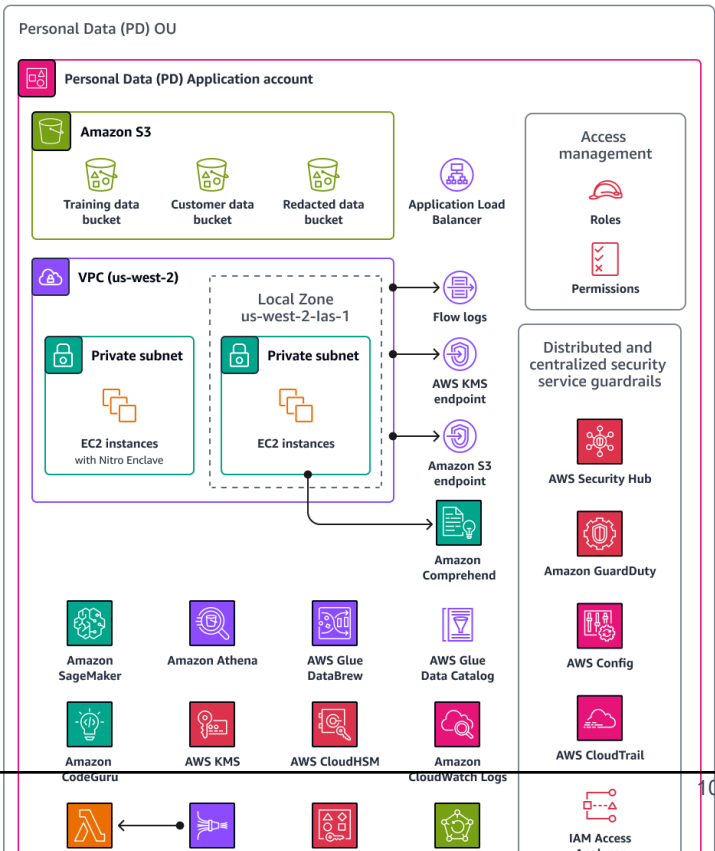 Personal Data (PD) OU
Personal Data (PD) Application account
Amazon S3
Training data
bucket
Customer data
bucket
Redacted data
bucket
Application Load
Balancer
Access
management
Roles
Permissions
VPC (us-west-2)
Local Zone
us-west-2-las-1
Private subnet
EC2 instances
with Nitro Enclave
Private subnet
EC2 instances
Flow logs
AWS KMS
endpoint
Amazon S3
endpoint
Amazon
Comprehend
Distributed and
centralized security
service guardrails
AWS Security Hub
Amazon GuardDuty
AWS Config
AWS CloudTrail
IAM Access
Amazon
SageMaker
Amazon Athena
AWS Glue
DataBrew
AWS Glue
Data Catalog
Amazon
CodeGuru
AWS KMS
AWS CloudHSM
Amazon
CloudWatch Logs